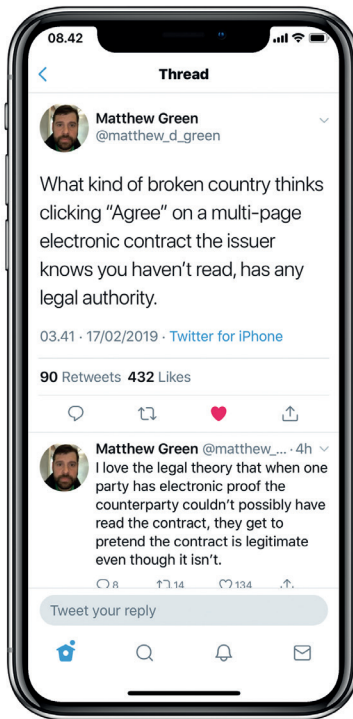 08.42
Thread
Matthew Green
@matthew_d_green
What kind of broken country thinks
clicking “Agree” on a multi-page
electronic contract the issuer
knows you haven’t read, has any
legal authority.
03.41 · 17/02/2019 · Twitter for iPhone
90 Retweets 432 Likes
Matthew Green @matthew_... · 4h
I love the legal theory that when one
party has electronic proof the
counterparty couldn’t possibly have
read the contract, they get to
pretend the contract is legitimate
even though it isn’t.
8 14 134
Tweet your reply